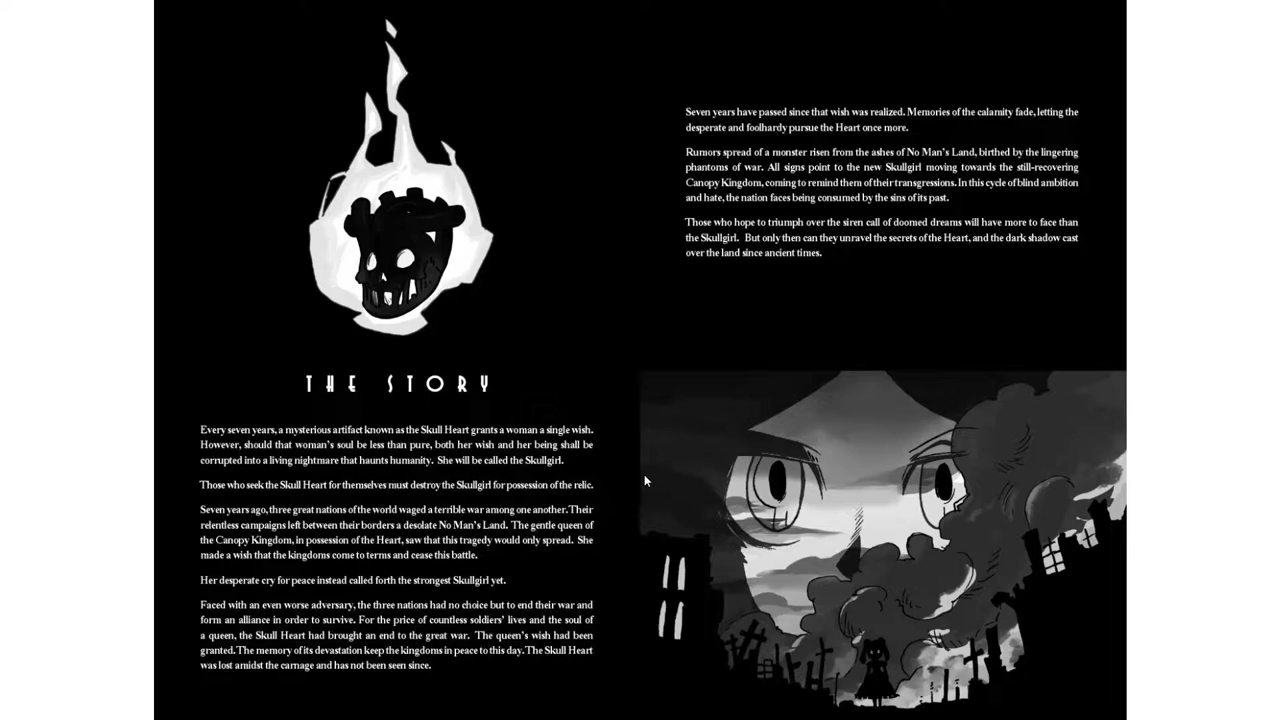 THE STORY
Every seven years, a mysterious artifact known as the Skull Heart grants a woman a single wish.
However, should that woman's soul be less than pure, both her wish and her being shall be
corrupted into a living nightmare that haunts humanity. She will be called the Skullgirl.
Those who seek the Skull Heart for themselves must destroy the Skullgirl for possession of the relic.
Seven years ago, three great nations of the world waged a terrible war among one another. Their
relentless campaigns left between their borders a desolate No Man's Land. The gentle queen of
the Canopy Kingdom, in possession of the Heart, saw that this tragedy would only spread. She
made a wish that the kingdoms come to terms and cease this battle.
Her desperate cry for peace instead called forth the strongest Skullgirl yet.
Faced with an even worse adversary, the three nations had no choice but to end their war and
form an alliance in order to survive. For the price of countless soldiers' lives and the soul of
a queen, the Skull Heart had brought an end to the great war. The queen's wish had been
granted. The memory of its devastation keep the kingdoms in peace to this day. The Skull Heart
was lost amidst the carnage and has not been seen since.
Seven years have passed since that wish was realized. Memories of the calamity fade, letting the
desperate and foolhardy pursue the Heart once more.
Rumors spread of a monster risen from the ashes of No Man's Land, birthed by the lingering
phantoms of war. All signs point to the new Skullgirl moving towards the still-recovering
Canopy Kingdom, coming to remind them of their transgressions. In this cycle of blind ambition
and hate, the nation faces being consumed by the sins of its past.
Those who hope to triumph over the siren call of doomed dreams will have more to face than
the Skullgirl. But only then can they unravel the secrets of the Heart, and the dark shadow cast
over the land since ancient times.